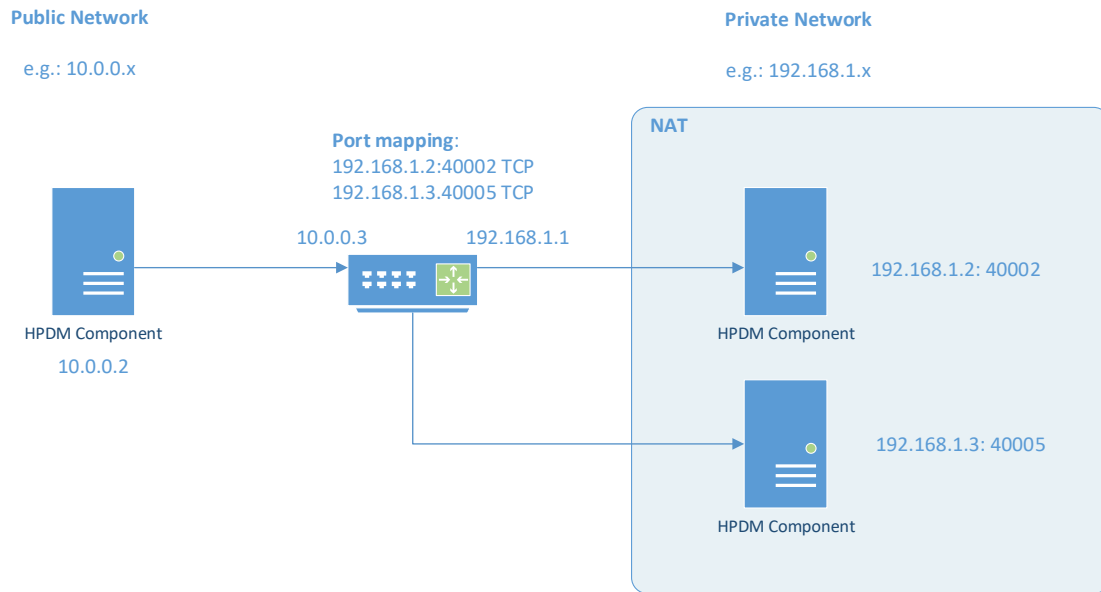 Public Network
Private Network
e.g.: 10.0.0.x
e.g.: 192.168.1.x
NAT
Port mapping:
192.168.1.2:40002 TCP
192.168.1.3.40005 TCP
10.0.0.3
192.168.1.1
192.168.1.2: 40002
HPDM Component
10.0.0.2
HPDM Component
192.168.1.3: 40005
HPDM Component